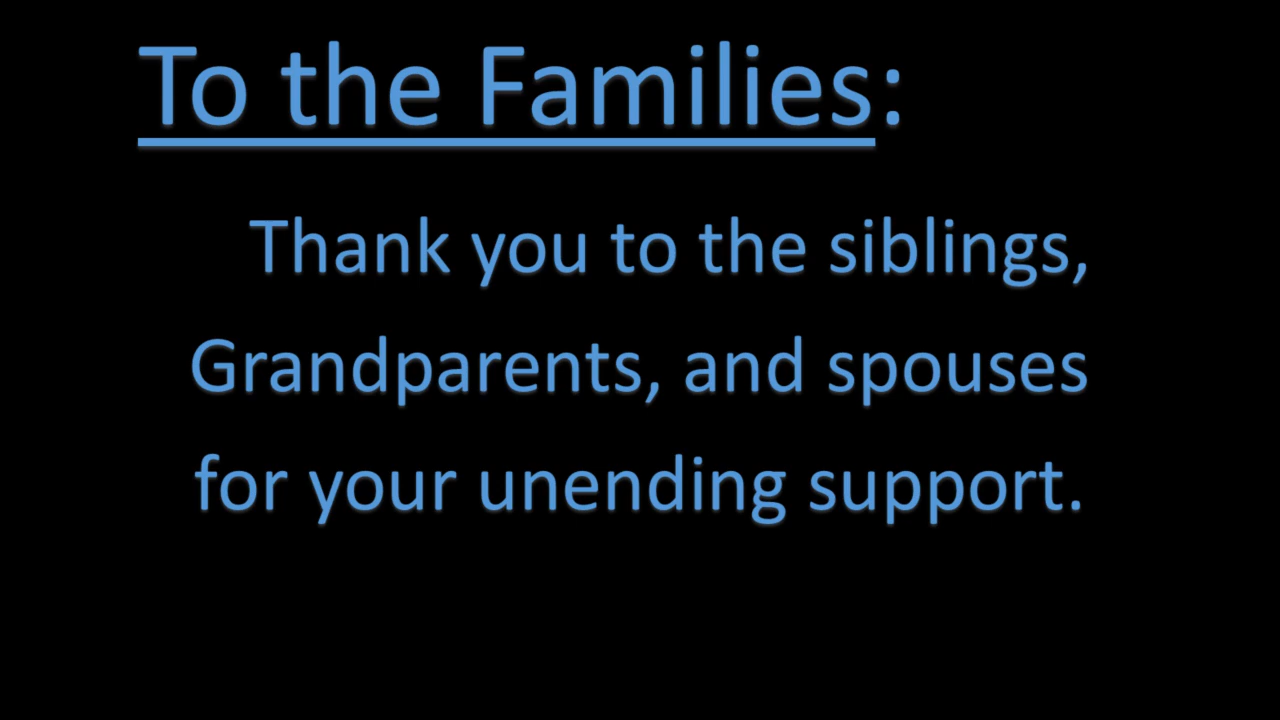 To the Families:
Thank you to the siblings,
Grandparents, and spouses
for your unending support.